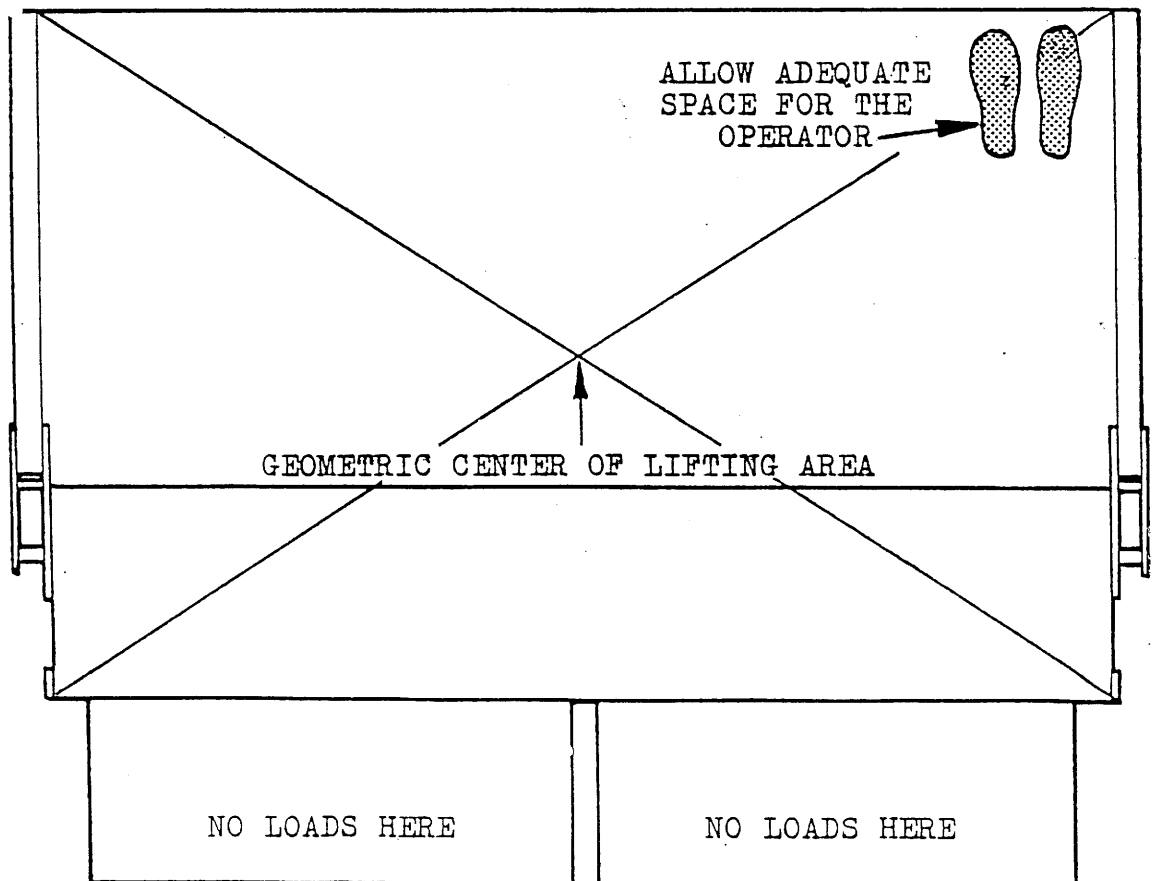 ALLOW ADEQUATE
SPACE FOR THE
OPERATOR
GEOMETRIC CENTER OF LIFTING AREA
NO LOADS HERE
NO LOADS HERE